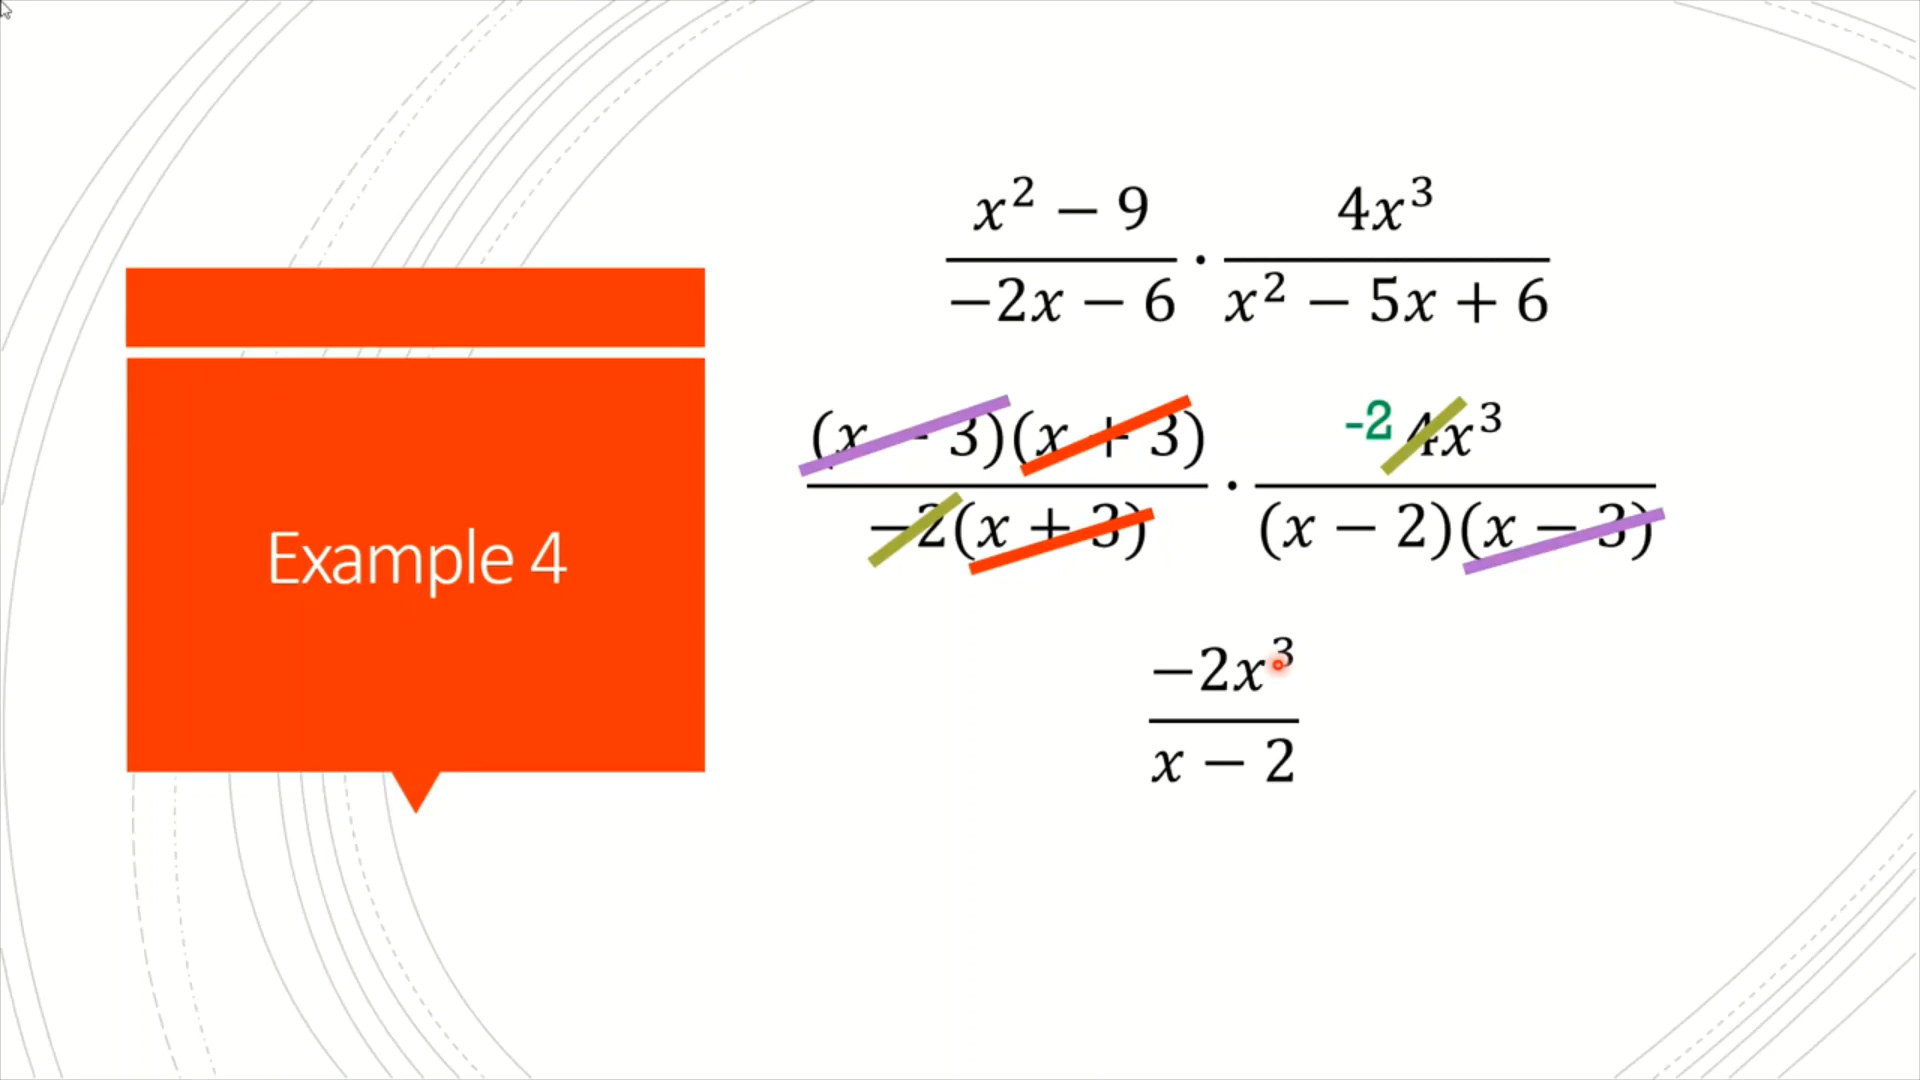 Example 4
x² − 9 / −2x − 6 · 4x³ / x² − 5x + 6
(x − 3)(x + 3) / −2(x + 3) · -2 4x³ / (x − 2)(x − 3)
−2x³ / x − 2